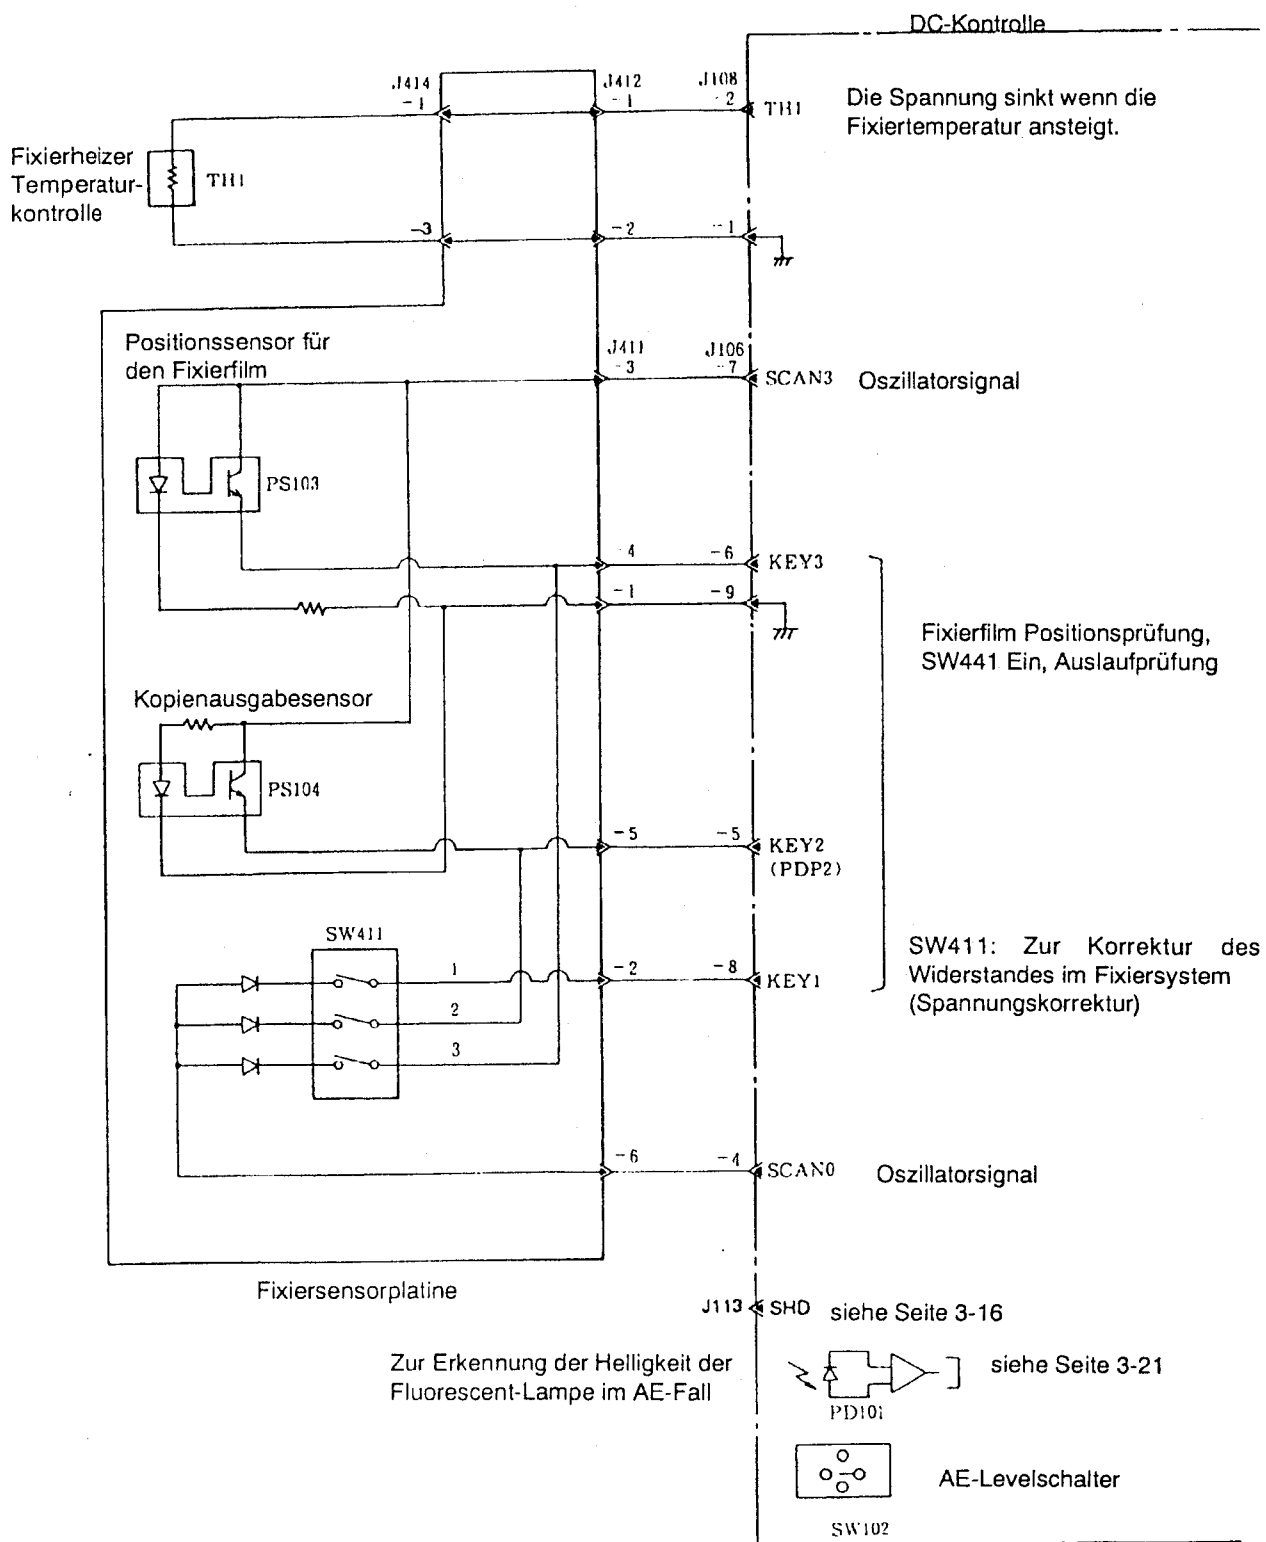 DC-Kontrolle
J414
J412
J108
-1
-1
-2
TH1
Die Spannung sinkt wenn die
Fixiertemperatur ansteigt.
Fixierheizer
Temperatur-
kontrolle
TH1
-3
-2
-1
Positionssensor für
den Fixierfilm
J411
J106
-3
-7
SCAN3
Oszillatorsignal
PS103
-4
-6
KEY3
-1
-9
Fixierfilm Positionsprüfung,
SW441 Ein, Auslaufprüfung
Kopienausgabesensor
PS104
-5
-5
KEY2
(PDP2)
SW411
SW411: Zur Korrektur des
Widerstandes im Fixiersystem
(Spannungskorrektur)
1
-2
-8
KEY1
2
3
-6
-4
SCAN0
Oszillatorsignal
Fixiersensorplatine
J113
SHD
siehe Seite 3-16
Zur Erkennung der Helligkeit der
Fluorescent-Lampe im AE-Fall
siehe Seite 3-21
PD101
AE-Levelschalter
SW102